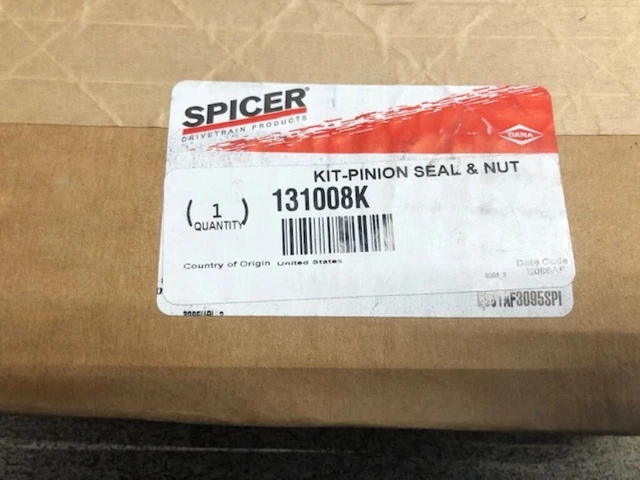 SPICER®
DRIVETRAIN PRODUCTS
DANA
KIT-PINION SEAL & NUT
131008K
( 1 )
QUANTITY
Country of Origin United States
Date Code